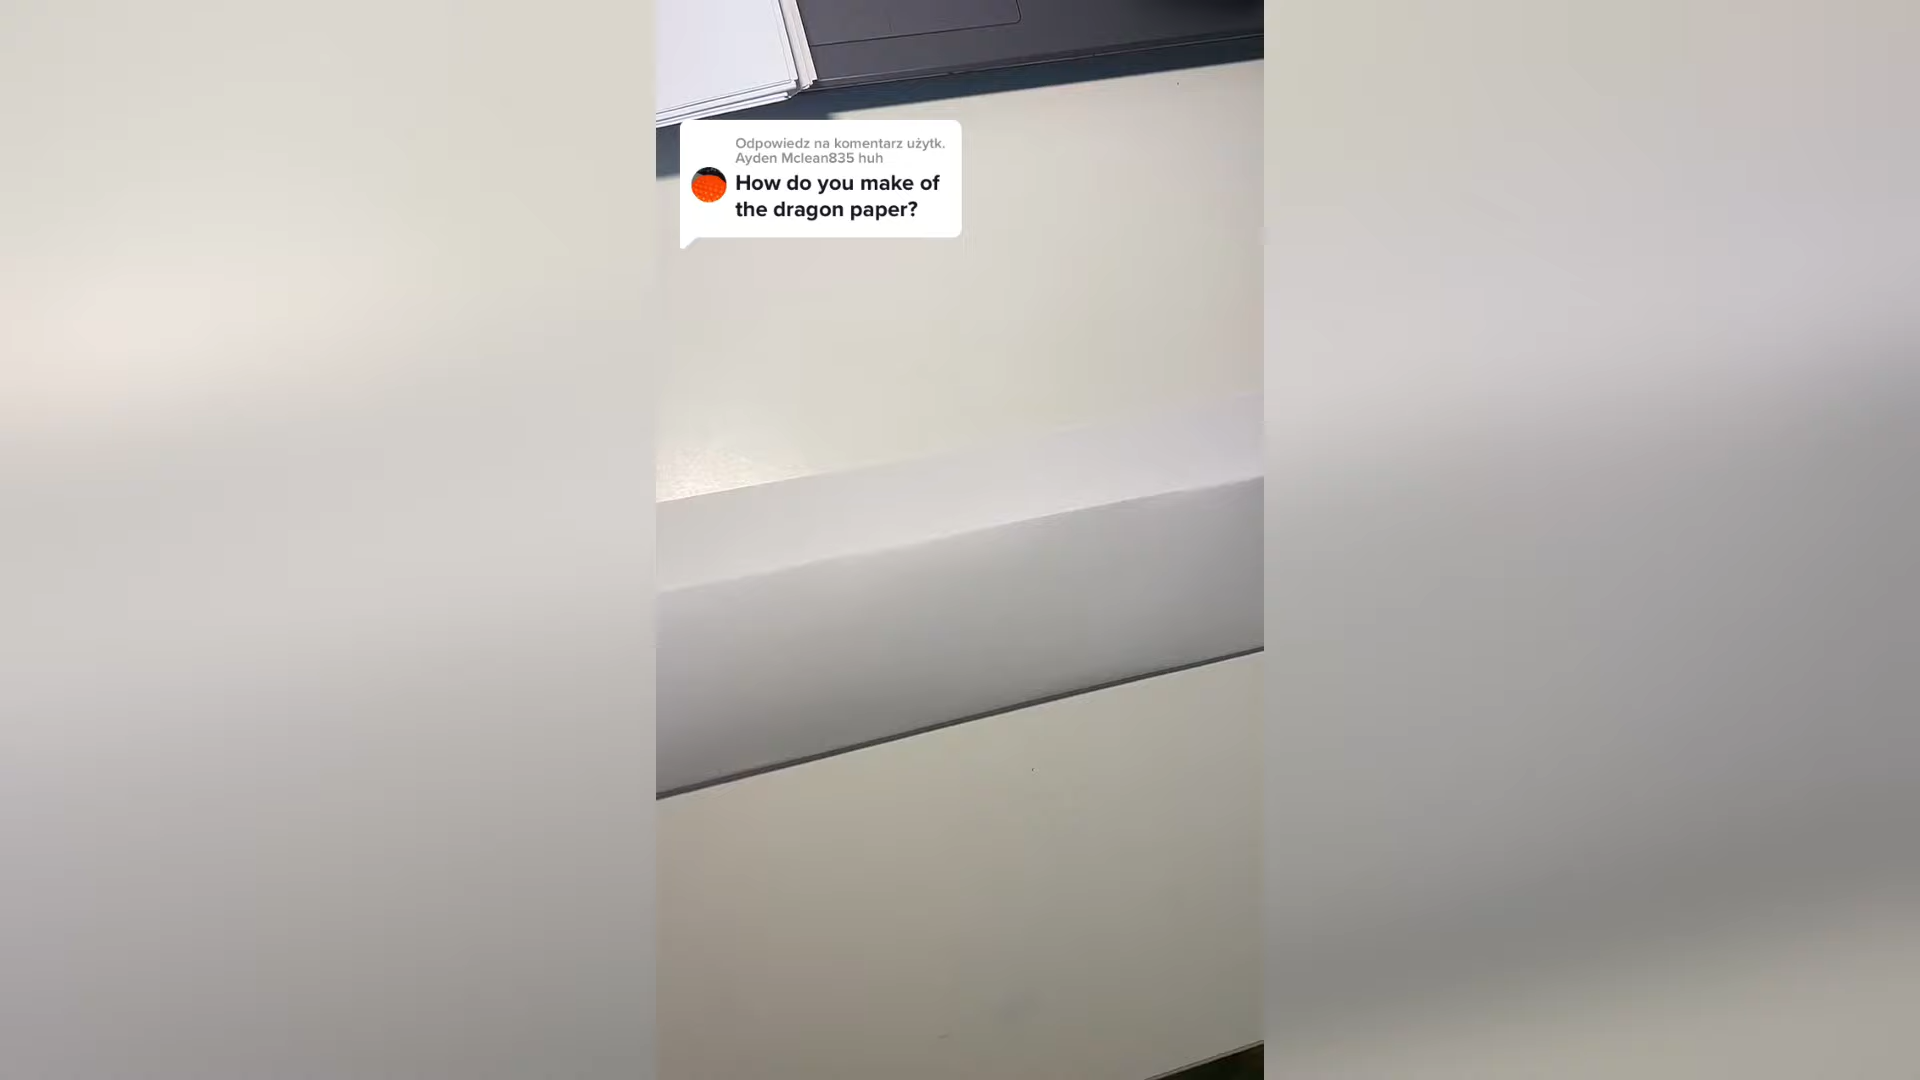 Odpowiedz na komentarz użytk.
Ayden Mclean835 huh
How do you make of
the dragon paper?